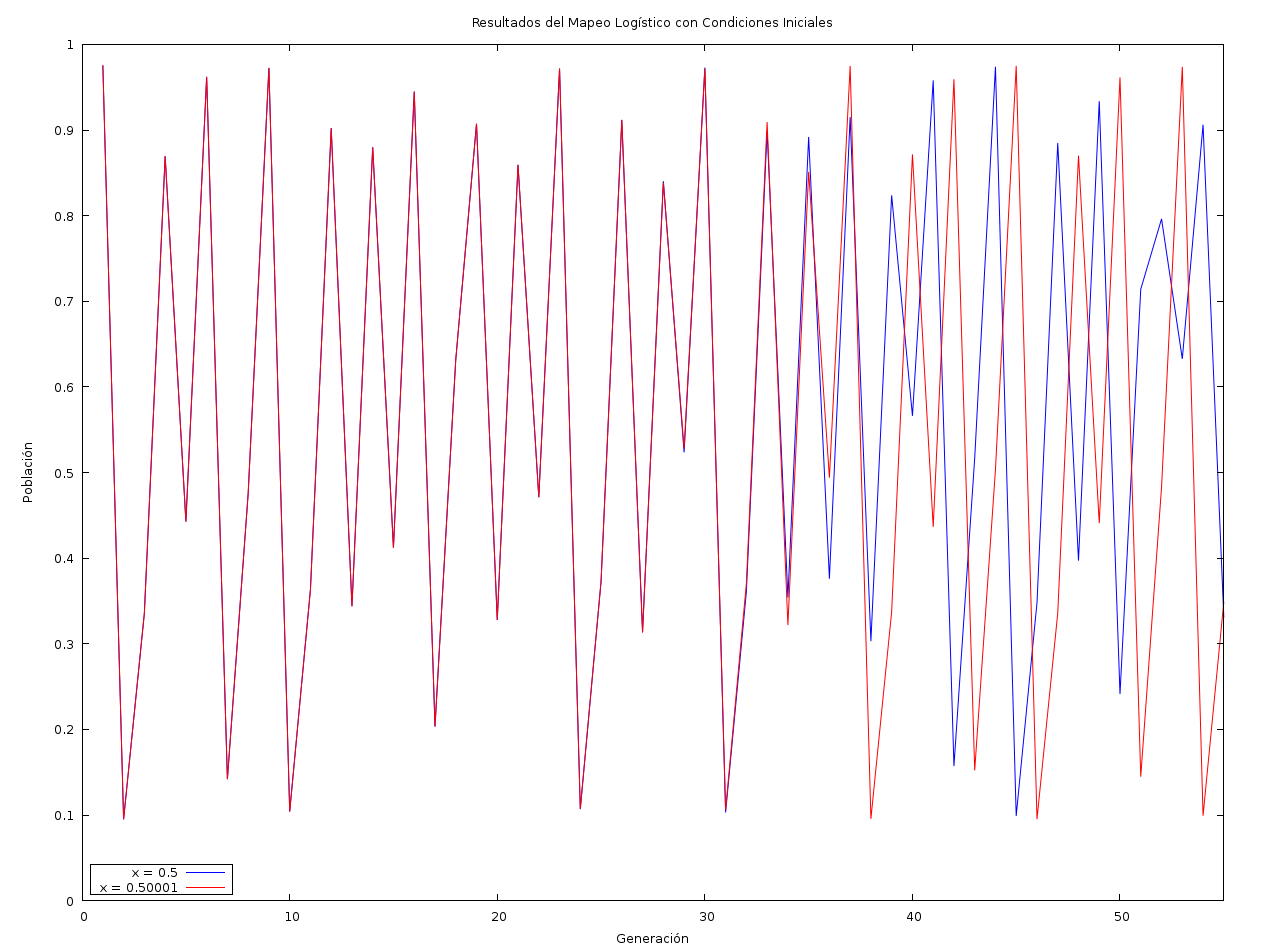 Resultados del Mapeo Logístico con Condiciones Iniciales
1
0.9
0.8
0.7
0.6
0.5
0.4
0.3
0.2
0.1
0
Población
x = 0.5
x = 0.50001
0 10 20 30 40 50
Generación